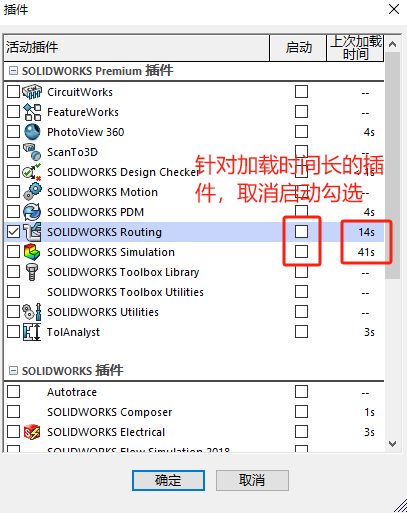 插件
活动插件 启动 上次加载时间
SOLIDWORKS Premium 插件
CircuitWorks --
FeatureWorks --
PhotoView 360 4s
ScanTo3D --
SOLIDWORKS Design Checker
SOLIDWORKS Motion
针对加载时间长的插
件，取消启动勾选
SOLIDWORKS PDM 4s
SOLIDWORKS Routing 14s
SOLIDWORKS Simulation 41s
SOLIDWORKS Toolbox Library --
SOLIDWORKS Toolbox Utilities --
SOLIDWORKS Utilities --
TolAnalyst 3s
SOLIDWORKS 插件
Autotrace --
SOLIDWORKS Composer 1s
SOLIDWORKS Electrical 3s
SOLIDWORKS Flow Simulation 2018
确定 取消